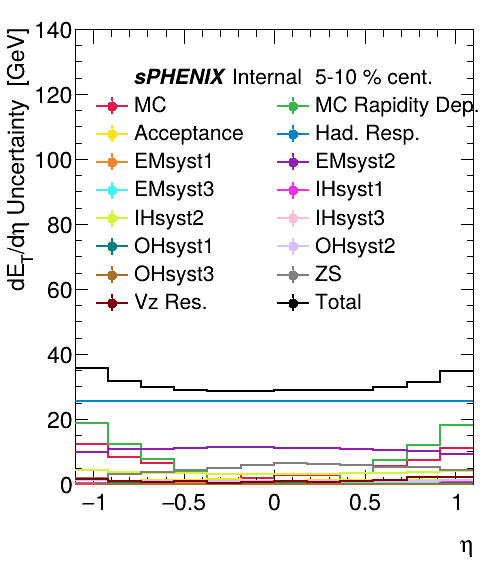 dE_T/dη Uncertainty [GeV]
140
120
100
80
60
40
20
0
sPHENIX Internal 5-10 % cent.
MC
MC Rapidity Dep.
Acceptance
Had. Resp.
EMsyst1
EMsyst2
EMsyst3
IHsyst1
IHsyst2
IHsyst3
OHsyst1
OHsyst2
OHsyst3
ZS
Vz Res.
Total
−1 −0.5 0 0.5 1
η